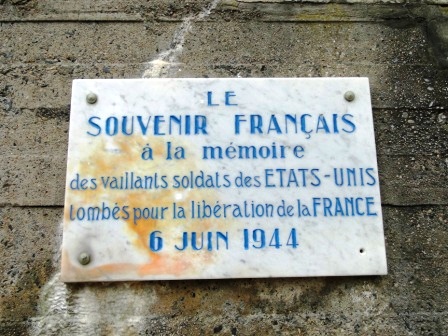 LE
SOUVENIR FRANÇAIS
à la mémoire
des vaillants soldats des ETATS-UNIS
tombés pour la libération de la FRANCE
6 JUIN 1944